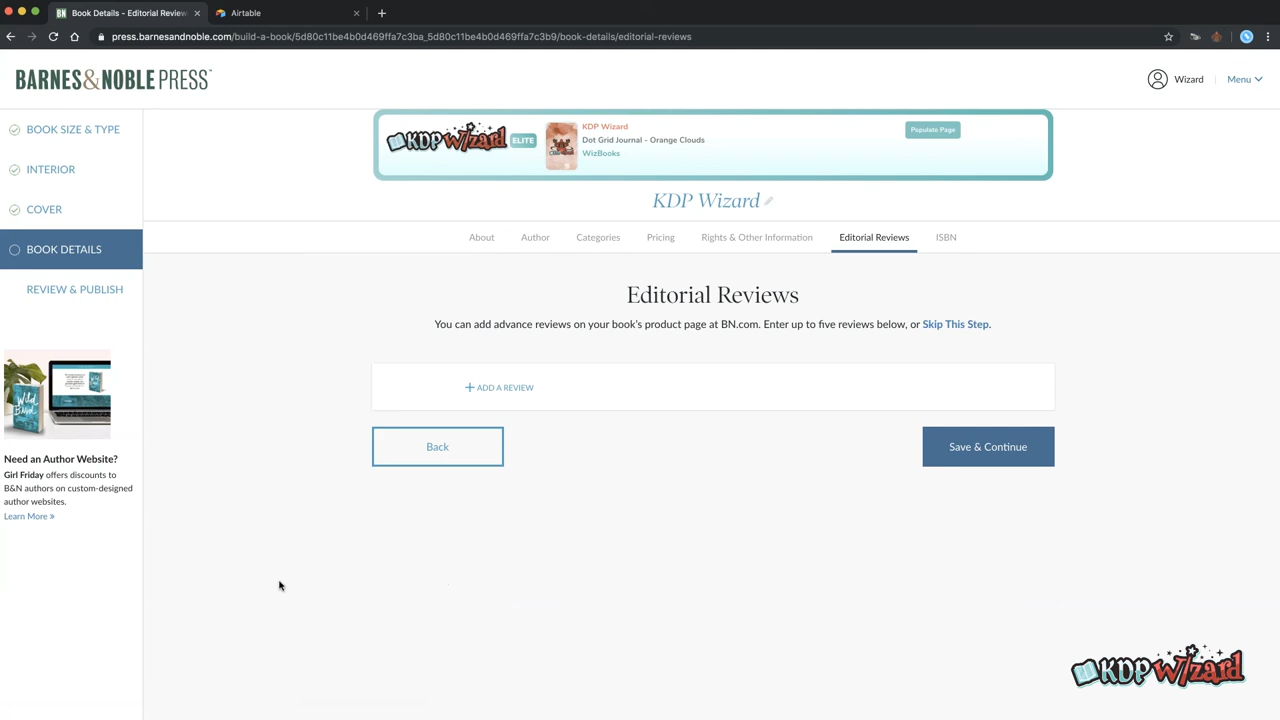 Book Details - Editorial Review
Airtable
press.barnesandnoble.com/build-a-book/5d80c11be4b0d469ffa7c3ba_5d80c11be4b0d469ffa7c3b9/book-details/editorial-reviews
BARNES&NOBLE PRESS
Wizard
Menu
BOOK SIZE & TYPE
INTERIOR
COVER
BOOK DETAILS
REVIEW & PUBLISH
KDP Wizard ELITE
KDP Wizard
Dot Grid Journal - Orange Clouds
WizBooks
Populate Page
KDP Wizard
About
Author
Categories
Pricing
Rights & Other Information
Editorial Reviews
ISBN
Editorial Reviews
You can add advance reviews on your book's product page at BN.com. Enter up to five reviews below, or Skip This Step.
+ ADD A REVIEW
Back
Save & Continue
Need an Author Website?
Girl Friday offers discounts to
B&N authors on custom-designed
author websites.
Learn More »
KDP Wizard